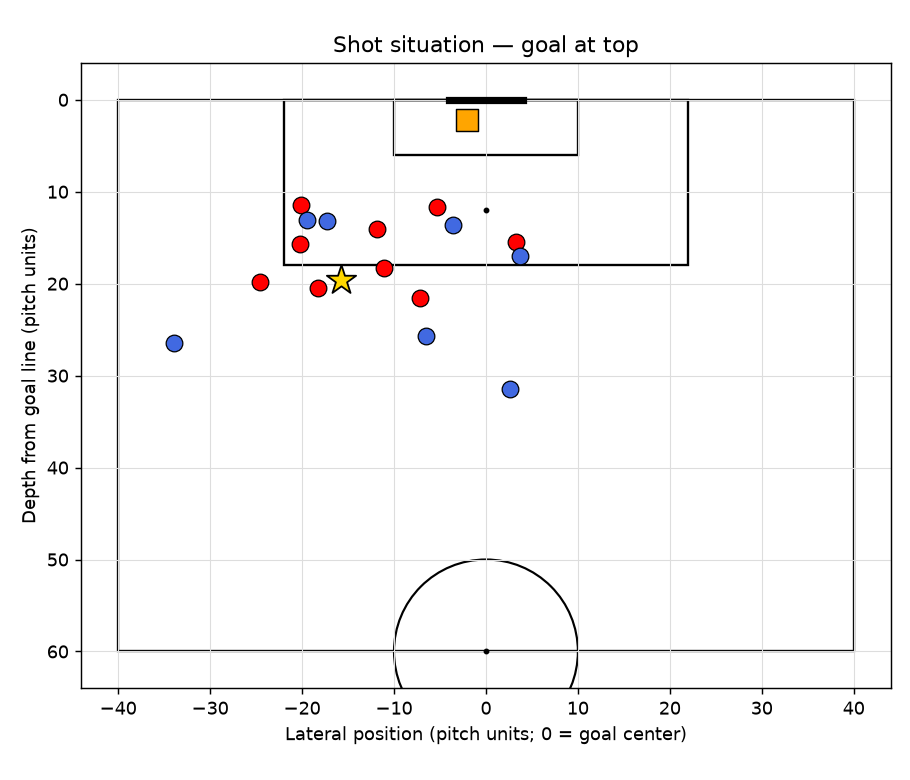 Shot situation — goal at top
Depth from goal line (pitch units)
0
10
20
30
40
50
60
−40 −30 −20 −10 0 10 20 30 40
Lateral position (pitch units; 0 = goal center)